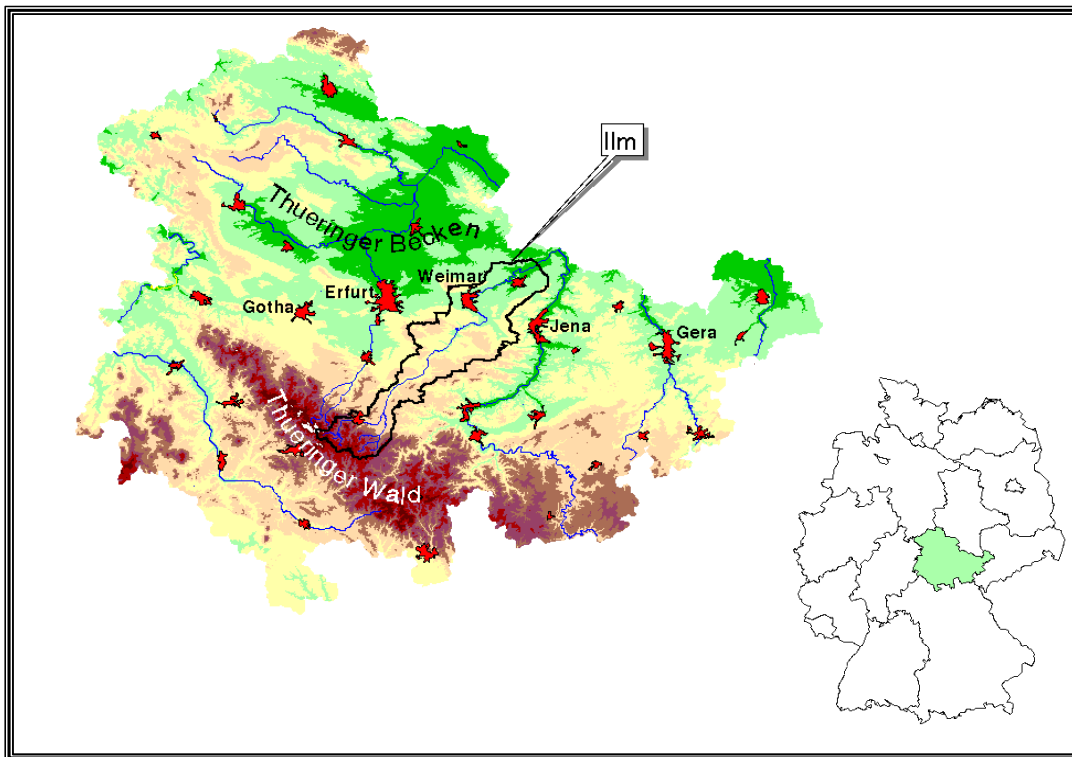 Ilm
Thueringer Becken
Weimar
Erfurt
Gotha
Jena
Gera
Thueringer Wald